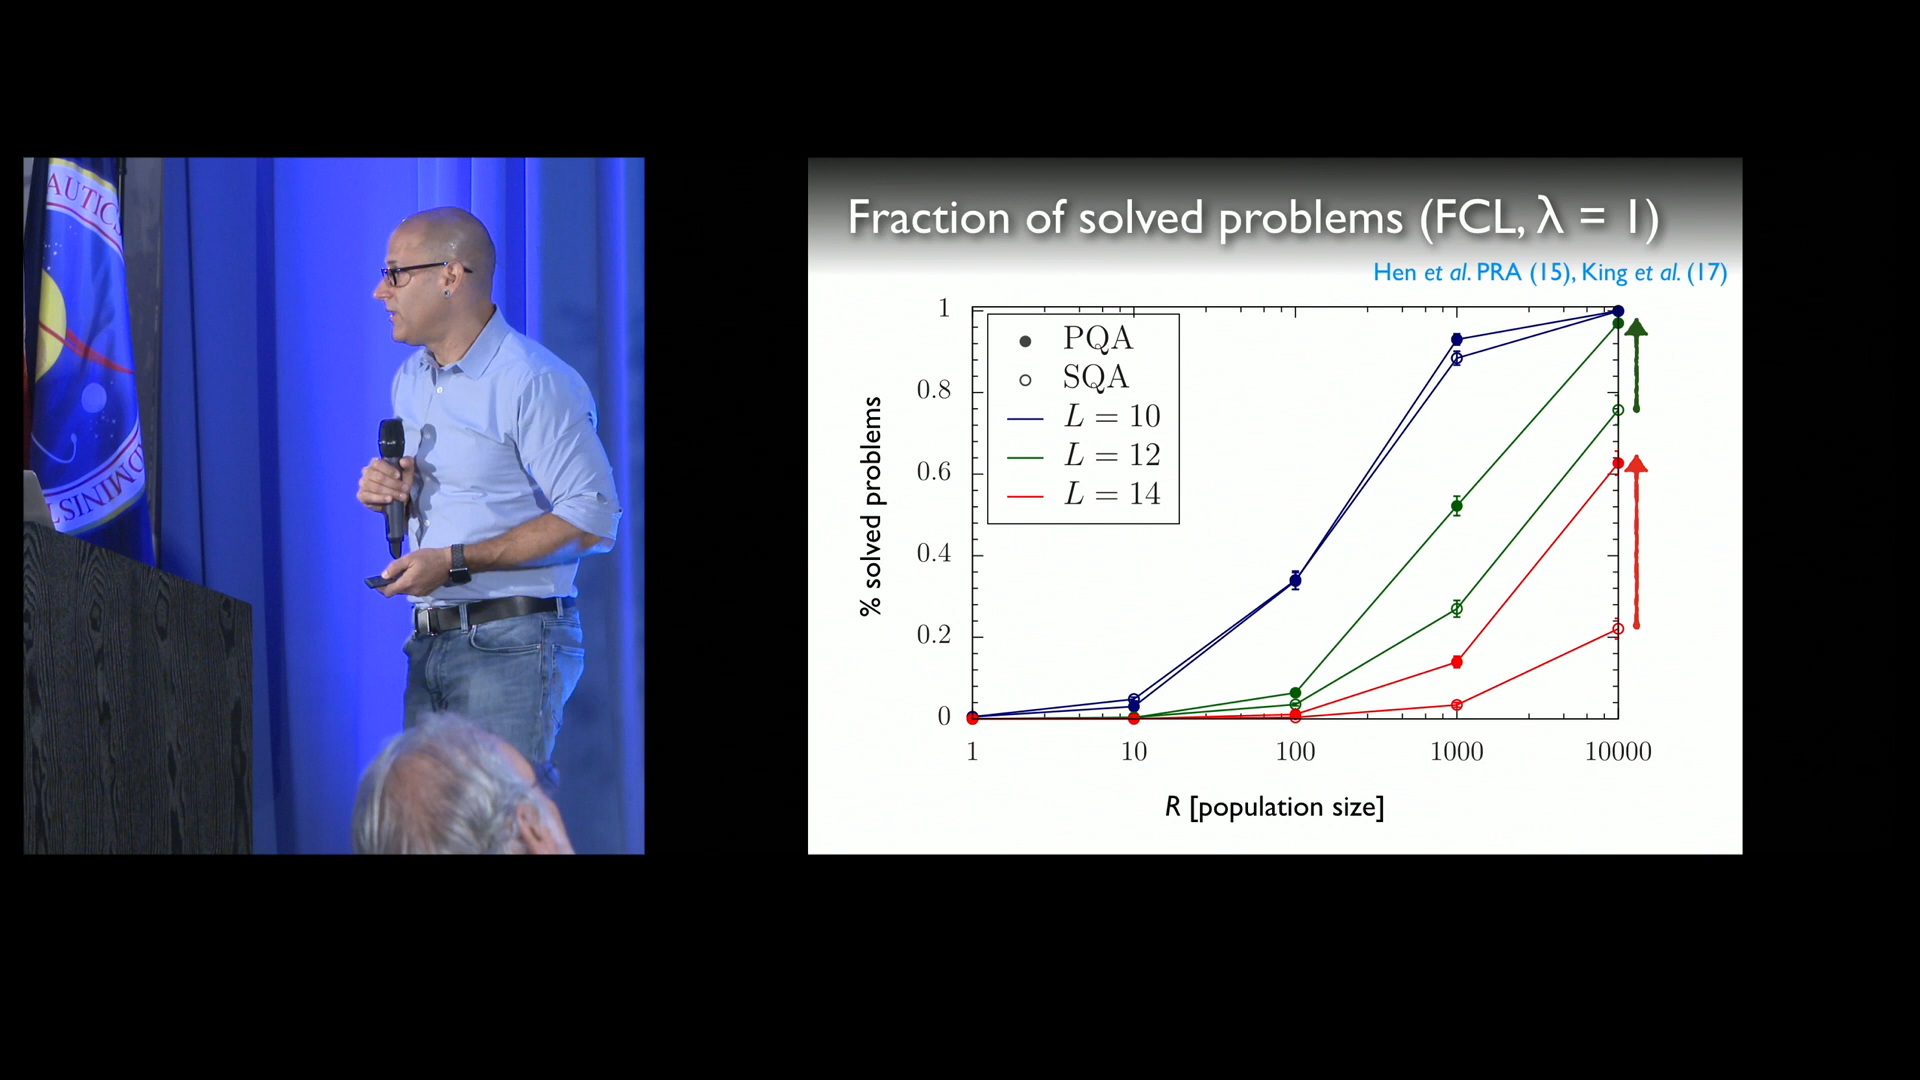 AUTICS
ADMINIST
Fraction of solved problems (FCL, λ = 1)
Hen et al. PRA (15), King et al. (17)
% solved problems
1
0.8
0.6
0.4
0.2
0
PQA
SQA
L = 10
L = 12
L = 14
1 10 100 1000 10000
R [population size]